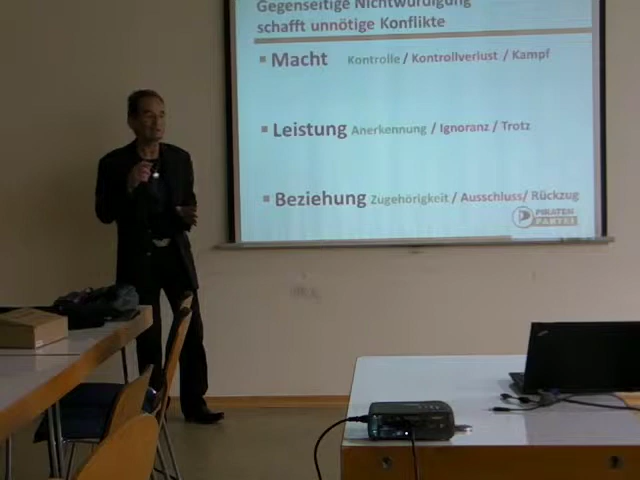 Gegenseitige Nichtwürdigung
schafft unnötige Konflikte
Macht Kontrolle / Kontrollverlust / Kampf
Leistung Anerkennung / Ignoranz / Trotz
Beziehung Zugehörigkeit / Ausschluss/ Rückzug
PIRATEN
PARTEI